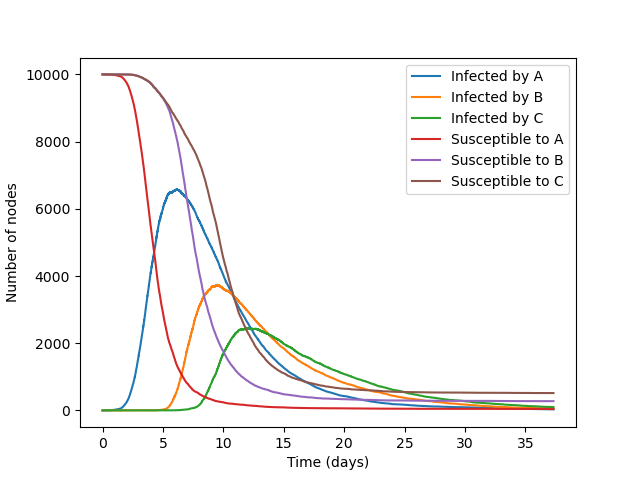 10000
8000
6000
4000
2000
0
Number of nodes
0 5 10 15 20 25 30 35
Time (days)
Infected by A
Infected by B
Infected by C
Susceptible to A
Susceptible to B
Susceptible to C